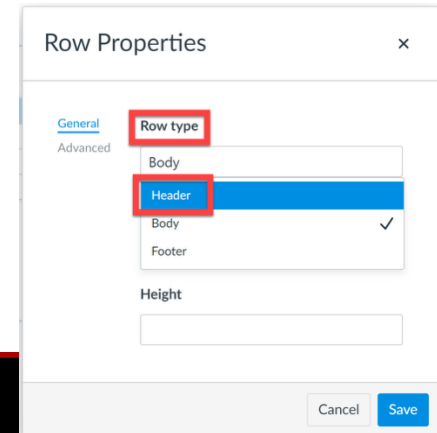 Row Properties ×
General Row type
Advanced
Body
Header
Body ✓
Footer
Height
Cancel Save